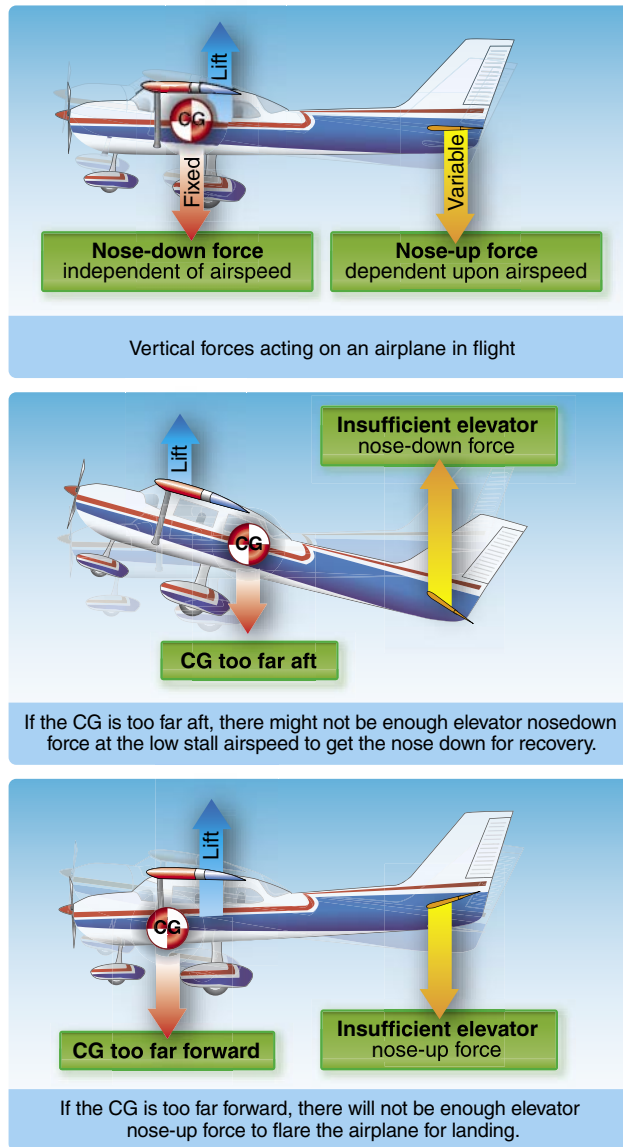 Lift
CG
Fixed
Variable
Nose-down force
independent of airspeed
Nose-up force
dependent upon airspeed
Vertical forces acting on an airplane in flight
Insufficient elevator
nose-down force
Lift
CG
CG too far aft
If the CG is too far aft, there might not be enough elevator nosedown
force at the low stall airspeed to get the nose down for recovery.
Lift
CG
CG too far forward
Insufficient elevator
nose-up force
If the CG is too far forward, there will not be enough elevator
nose-up force to flare the airplane for landing.